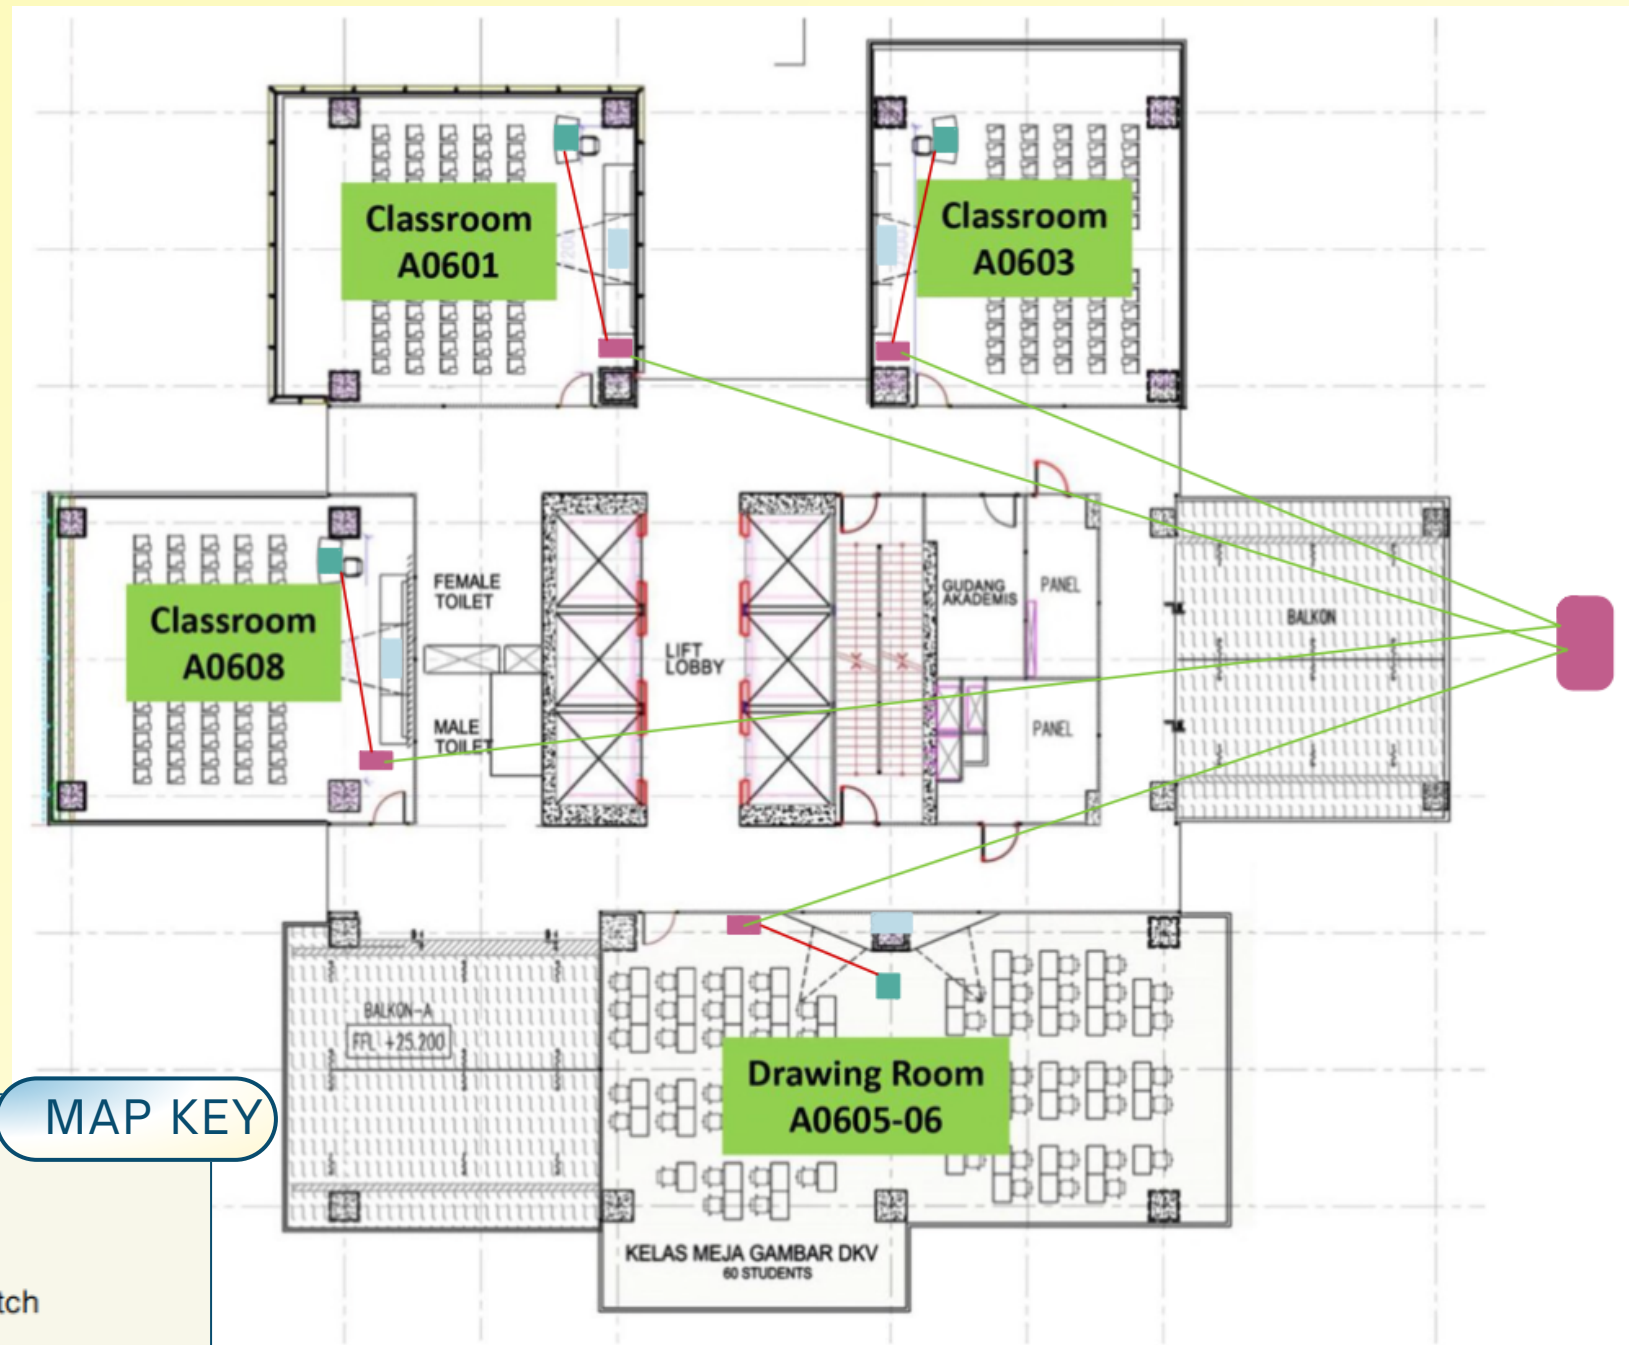 Classroom
A0601
Classroom
A0603
FEMALE
TOILET
GUDANG
AKADEMIS
PANEL
BALKON
Classroom
A0608
LIFT
LOBBY
MALE
TOILET
PANEL
BALKON-A
FFL +25.200
Drawing Room
A0605-06
MAP KEY
KELAS MEJA GAMBAR DKV
60 STUDENTS
tch